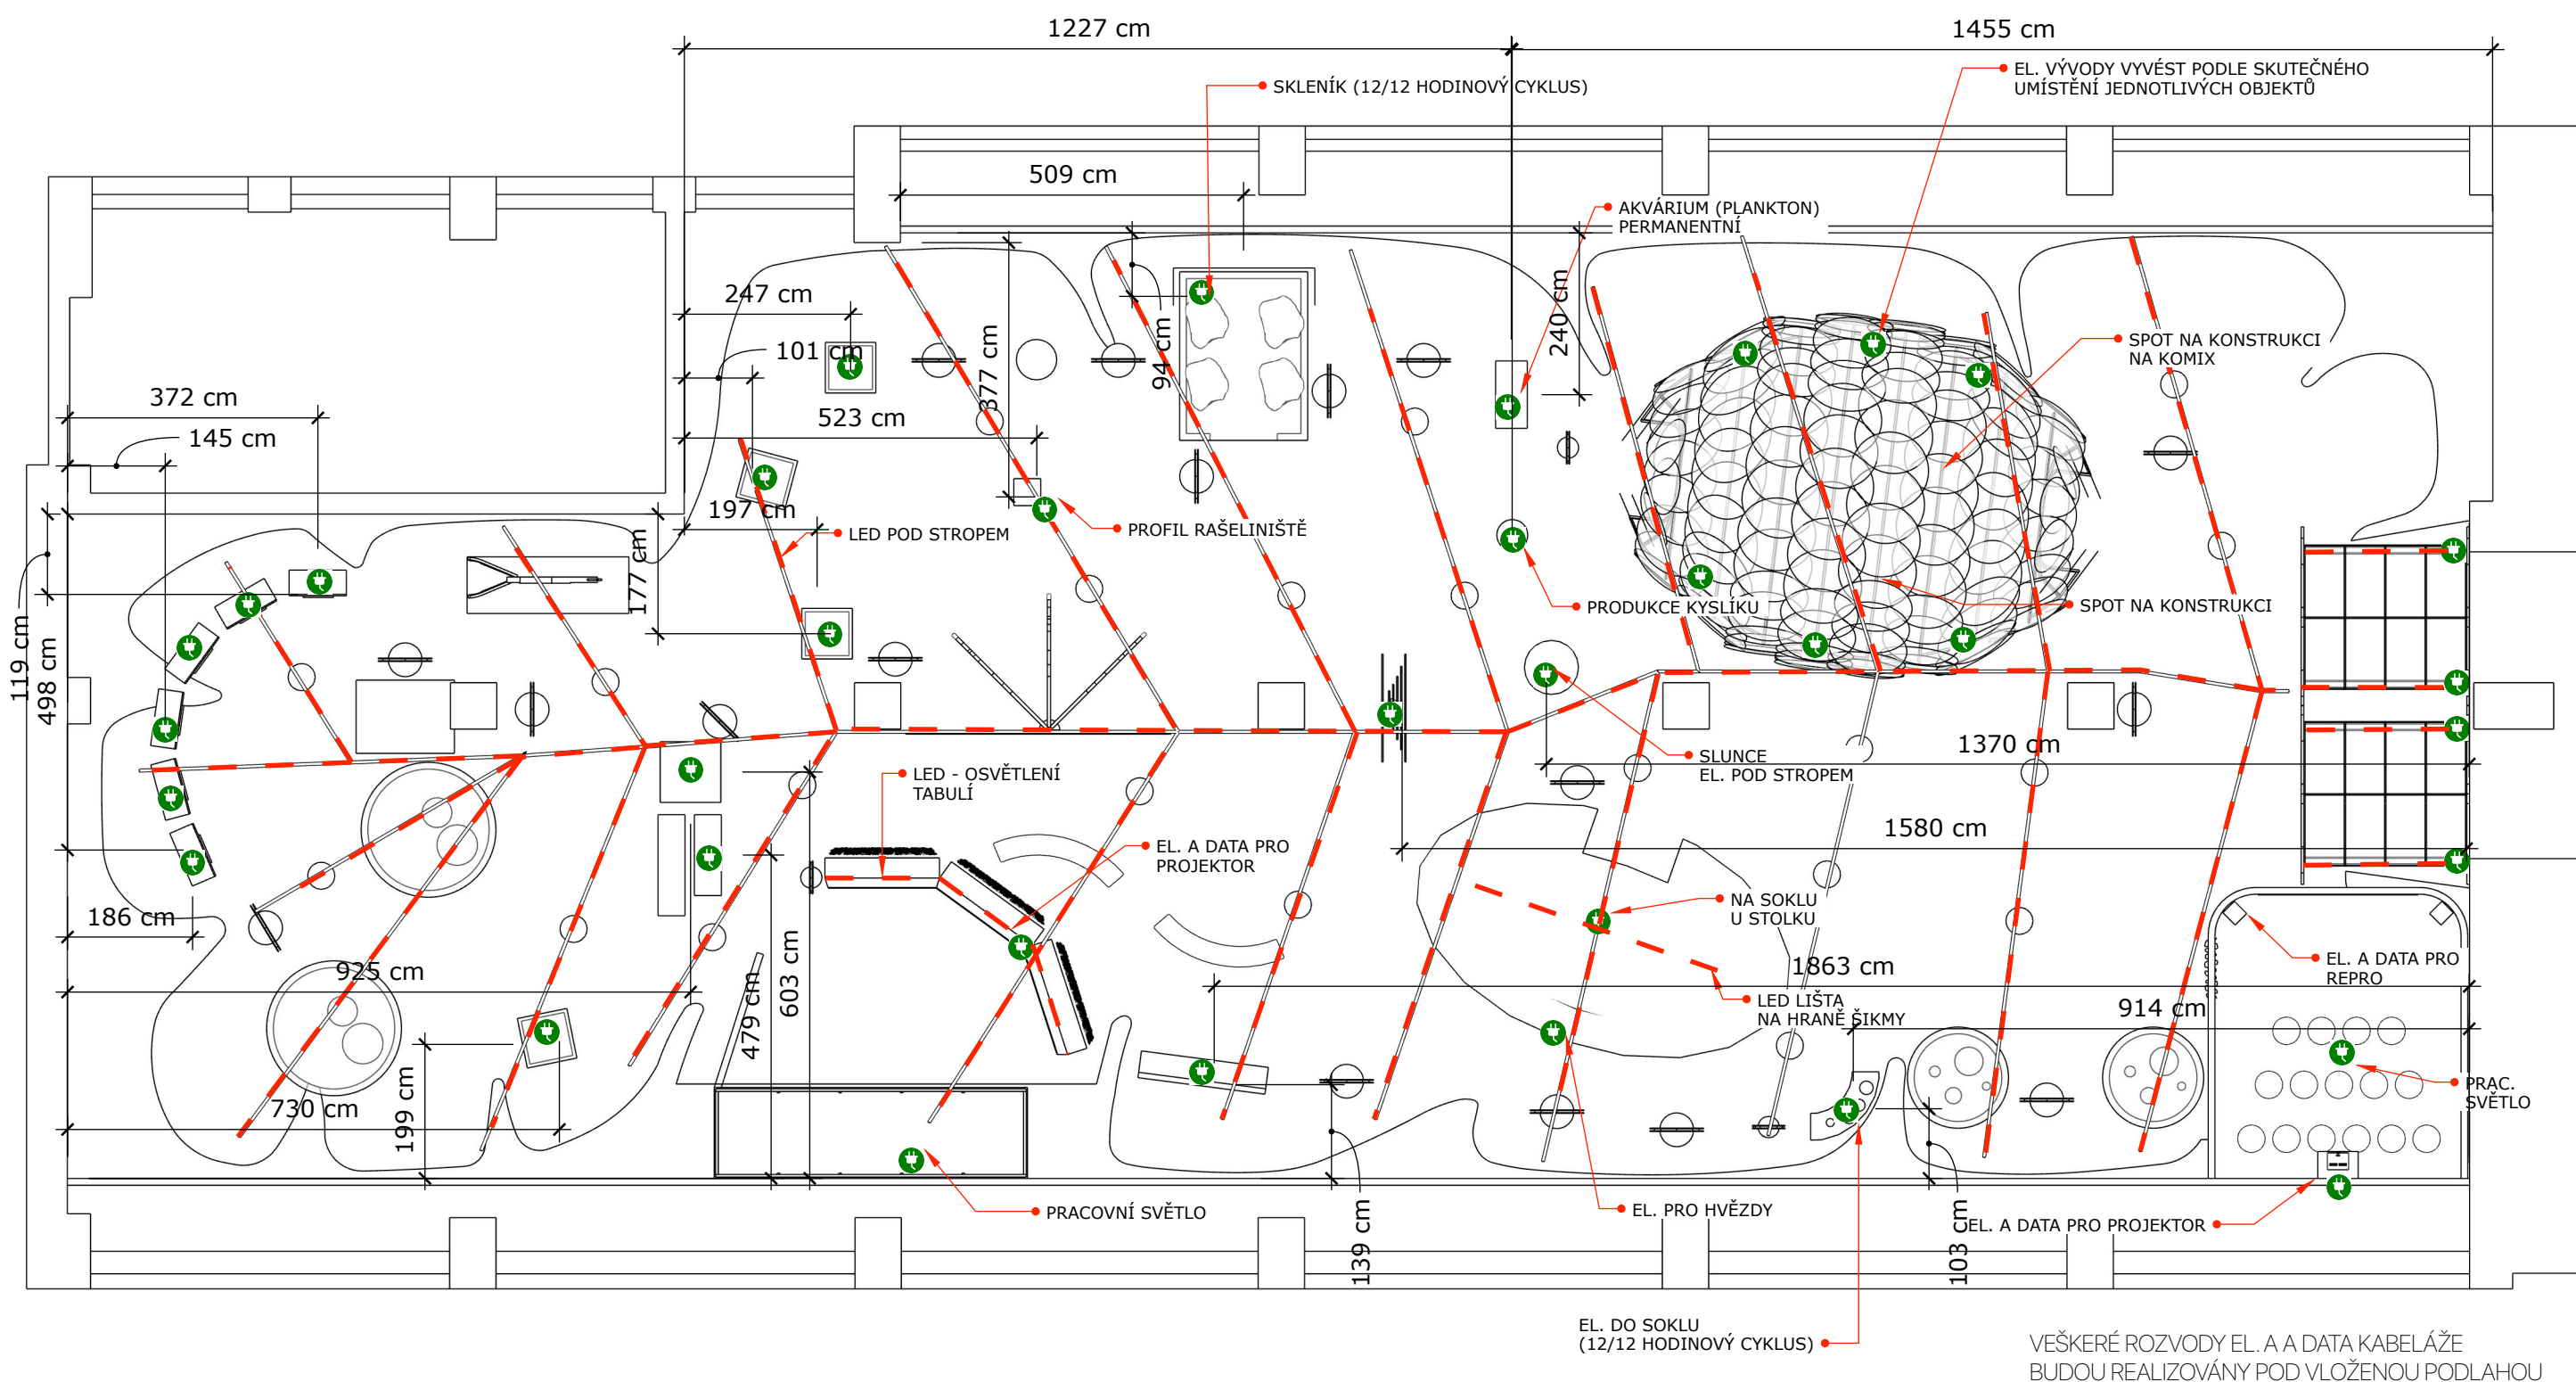 1227 cm
1455 cm
SKLENÍK (12/12 HODINOVÝ CYKLUS)
EL. VÝVODY VYVÉST PODLE SKUTEČNÉHO
UMÍSTĚNÍ JEDNOTLIVÝCH OBJEKTŮ
509 cm
AKVÁRIUM (PLANKTON)
PERMANENTNÍ
247 cm
240 cm
94 cm
377 cm
101 cm
SPOT NA KONSTRUKCI
NA KOMIX
372 cm
145 cm
523 cm
197 cm
LED POD STROPEM
PROFIL RAŠELINIŠTĚ
177 cm
119 cm
498 cm
PRODUKCE KYSLÍKU
SPOT NA KONSTRUKCI
SLUNCE
EL. POD STROPEM
1370 cm
LED - OSVĚTLENÍ
TABULÍ
EL. A DATA PRO
PROJEKTOR
1580 cm
NA SOKLU
U STOLKU
186 cm
925 cm
603 cm
479 cm
1863 cm
EL. A DATA PRO
REPRO
LED LIŠTA
NA HRANĚ ŠIKMY
914 cm
730 cm
199 cm
PRAC.
SVĚTLO
PRACOVNÍ SVĚTLO
139 cm
EL. PRO HVĚZDY
103 cm
EL. A DATA PRO PROJEKTOR
EL. DO SOKLU
(12/12 HODINOVÝ CYKLUS)
VEŠKERÉ ROZVODY EL. A A DATA KABELÁŽE
BUDOU REALIZOVÁNY POD VLOŽENOU PODLAHOU